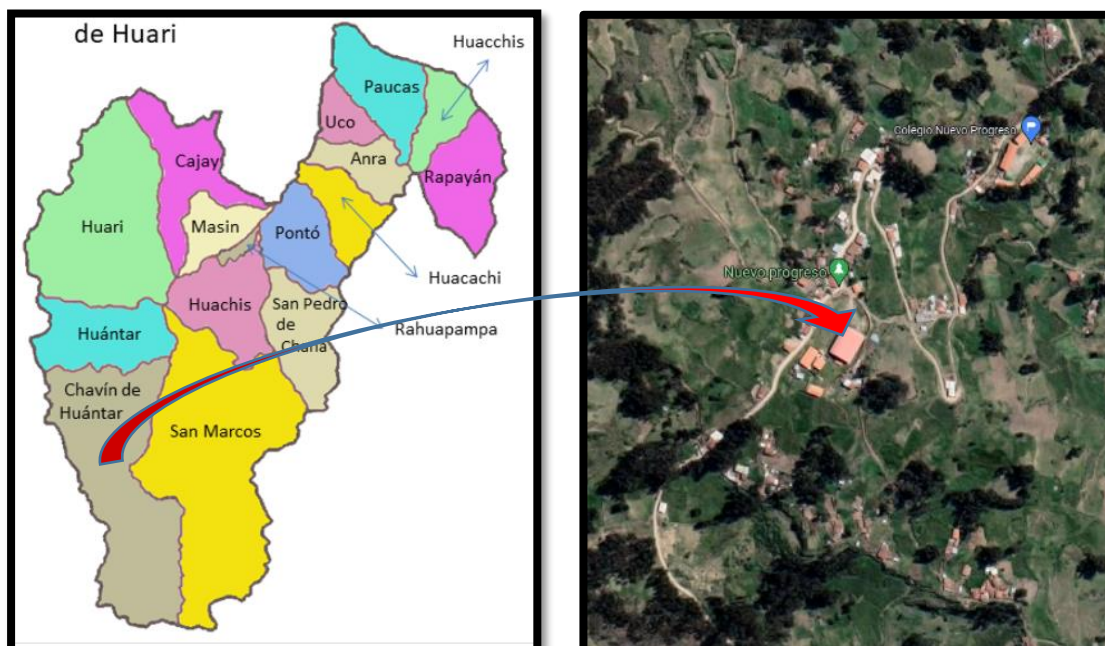 de Huari
Huacchis
Paucas
Uco
Cajay
Anra
Rapayán
Masin
Huari
Pontó
Huacachi
Huachis
San Pedro
de
Chana
Rahuapampa
Huántar
Chavín de
Huántar
San Marcos
Colegio Nuevo Progreso
Nuevo progreso